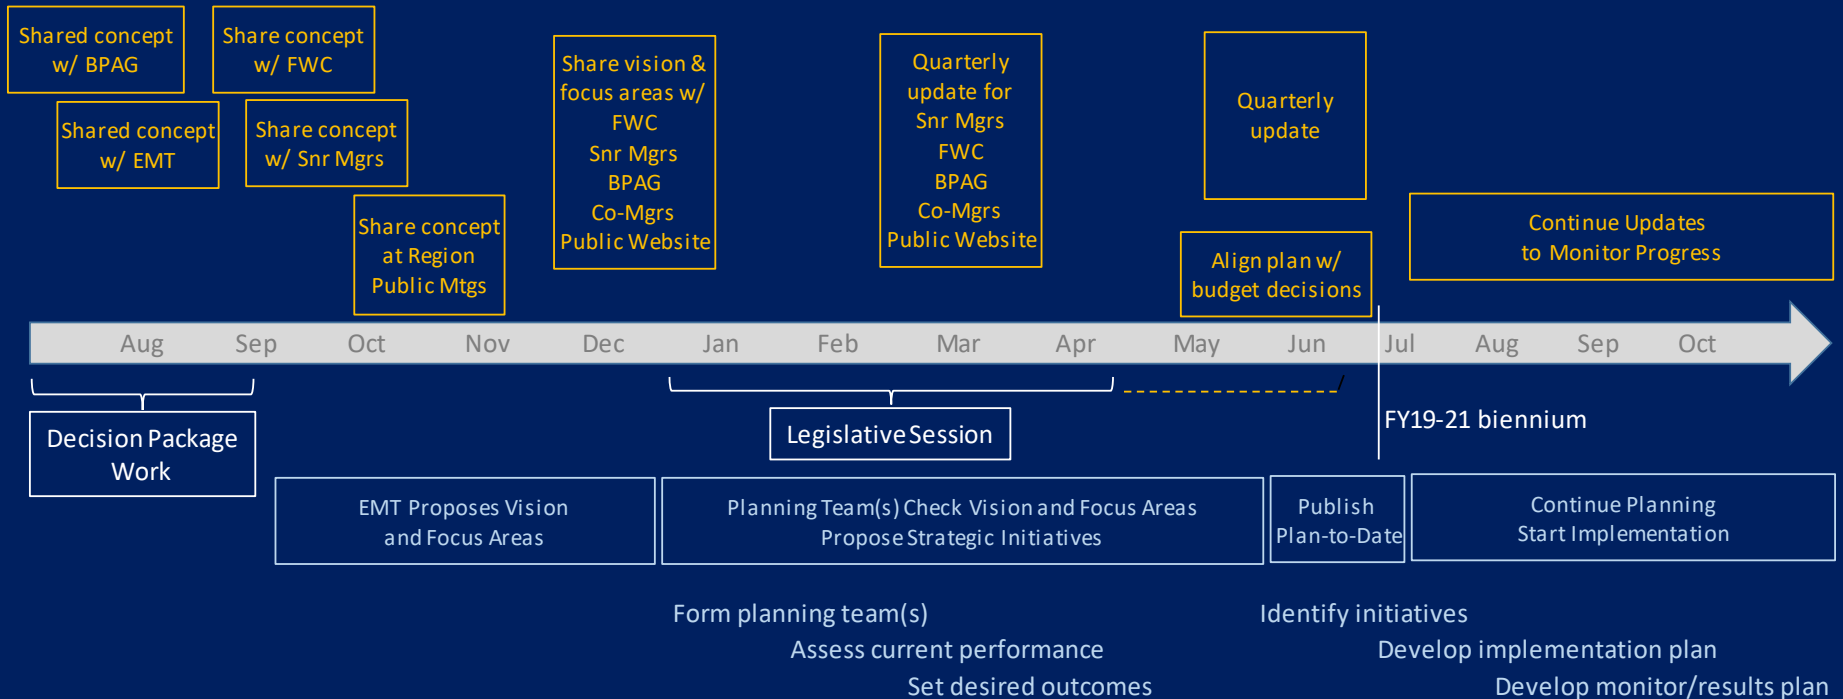 Shared concept
w/ BPAG
Share concept
w/ FWC
Shared concept
w/ EMT
Share concept
w/ Snr Mgrs
Share concept
at Region
Public Mtgs
Share vision &
focus areas w/
FWC
Snr Mgrs
BPAG
Co-Mgrs
Public Website
Quarterly
update for
Snr Mgrs
FWC
BPAG
Co-Mgrs
Public Website
Quarterly
update
Align plan w/
budget decisions
Continue Updates
to Monitor Progress
Aug Sep Oct Nov Dec Jan Feb Mar Apr May Jun Jul Aug Sep Oct
Decision Package
Work
Legislative Session
FY19-21 biennium
EMT Proposes Vision
and Focus Areas
Planning Team(s) Check Vision and Focus Areas
Propose Strategic Initiatives
Publish
Plan-to-Date
Continue Planning
Start Implementation
Form planning team(s)
Assess current performance
Set desired outcomes
Identify initiatives
Develop implementation plan
Develop monitor/results plan